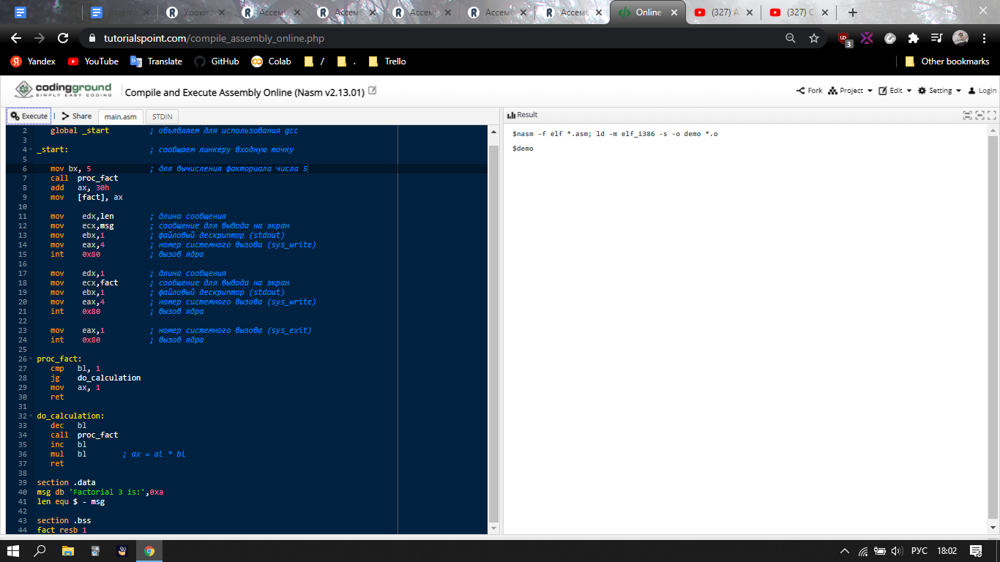 Assem
Уроки
Ассем
Ассем
Ассем
Ассем
Ассем
Online
(327) A
(327) C
tutorialspoint.com/compile_assembly_online.php
3
Yandex
YouTube
Translate
GitHub
Colab
/
.
Trello
Other bookmarks
codingground
SIMPLY EASY CODING
Compile and Execute Assembly Online (Nasm v2.13.01)
Fork
Project
Edit
Setting
Login
Execute
|
Share
main.asm
STDIN
Result
2 global _start ; объявляем для использования gcc
3
4 _start: ; сообщаем линкеру входную точку
5
6 mov bx, 5 ; для вычисления факториала числа 5
7 call proc_fact
8 add ax, 30h
9 mov [fact], ax
10
11 mov edx,len ; длина сообщения
12 mov ecx,msg ; сообщение для вывода на экран
13 mov ebx,1 ; файловый дескриптор (stdout)
14 mov eax,4 ; номер системного вызова (sys_write)
15 int 0x80 ; вызов ядра
16
17 mov edx,1 ; длина сообщения
18 mov ecx,fact ; сообщение для вывода на экран
19 mov ebx,1 ; файловый дескриптор (stdout)
20 mov eax,4 ; номер системного вызова (sys_write)
21 int 0x80 ; вызов ядра
22
23 mov eax,1 ; номер системного вызова (sys_exit)
24 int 0x80 ; вызов ядра
25
26 proc_fact:
27 cmp bl, 1
28 jg do_calculation
29 mov ax, 1
30 ret
31
32 do_calculation:
33 dec bl
34 call proc_fact
35 inc bl
36 mul bl ; ax = al * bl
37 ret
38
39 section .data
40 msg db 'Factorial 3 is:',0xa
41 len equ $ - msg
42
43 section .bss
44 fact resb 1
$nasm -f elf *.asm; ld -m elf_i386 -s -o demo *.o
$demo
РУС
18:02